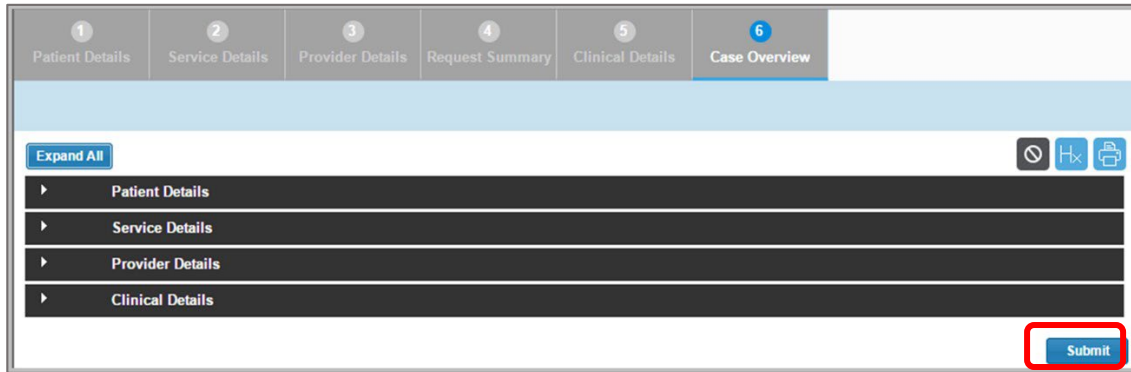 1 2 3 4 5 6
Patient Details Service Details Provider Details Request Summary Clinical Details Case Overview
Expand All Hx
Patient Details
Service Details
Provider Details
Clinical Details
Submit